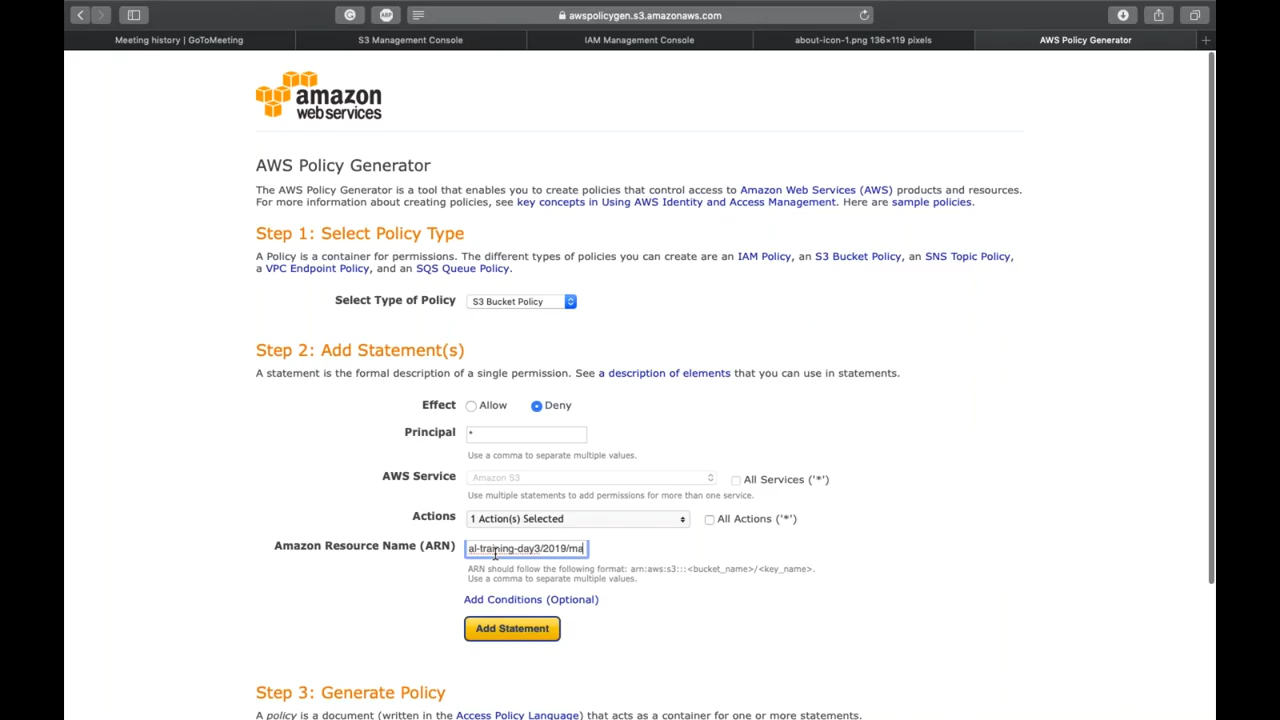 awspolicygen.s3.amazonaws.com
Meeting history | GoToMeeting
S3 Management Console
IAM Management Console
about-icon-1.png 136×119 pixels
AWS Policy Generator
ABP
amazon
web services
AWS Policy Generator
The AWS Policy Generator is a tool that enables you to create policies that control access to Amazon Web Services (AWS) products and resources.
For more information about creating policies, see key concepts in Using AWS Identity and Access Management. Here are sample policies.
Step 1: Select Policy Type
A Policy is a container for permissions. The different types of policies you can create are an IAM Policy, an S3 Bucket Policy, an SNS Topic Policy,
a VPC Endpoint Policy, and an SQS Queue Policy.
Select Type of Policy S3 Bucket Policy
Step 2: Add Statement(s)
A statement is the formal description of a single permission. See a description of elements that you can use in statements.
Effect Allow Deny
Principal *
Use a comma to separate multiple values.
AWS Service Amazon S3 All Services ('*')
Use multiple statements to add permissions for more than one service.
Actions 1 Action(s) Selected All Actions ('*')
Amazon Resource Name (ARN) al-training-day3/2019/ma
ARN should follow the following format: arn:aws:s3:::<bucket_name>/<key_name>.
Use a comma to separate multiple values.
Add Conditions (Optional)
Add Statement
Step 3: Generate Policy
A policy is a document (written in the Access Policy Language) that acts as a container for one or more statements.